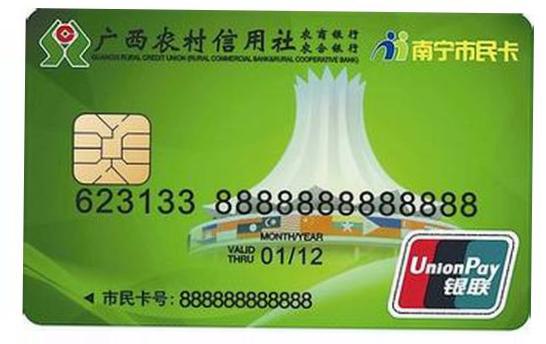 广西农村信用社 农商银行 农合银行
GUANGXI RURAL CREDIT UNION (RURAL COMMERCIAL BANK&RURAL COOPERATIVE BANK)
南宁市民卡
623133 8888888888888
MONTH/YEAR
VALID THRU 01/12
市民卡号:888888888888
UnionPay
银联